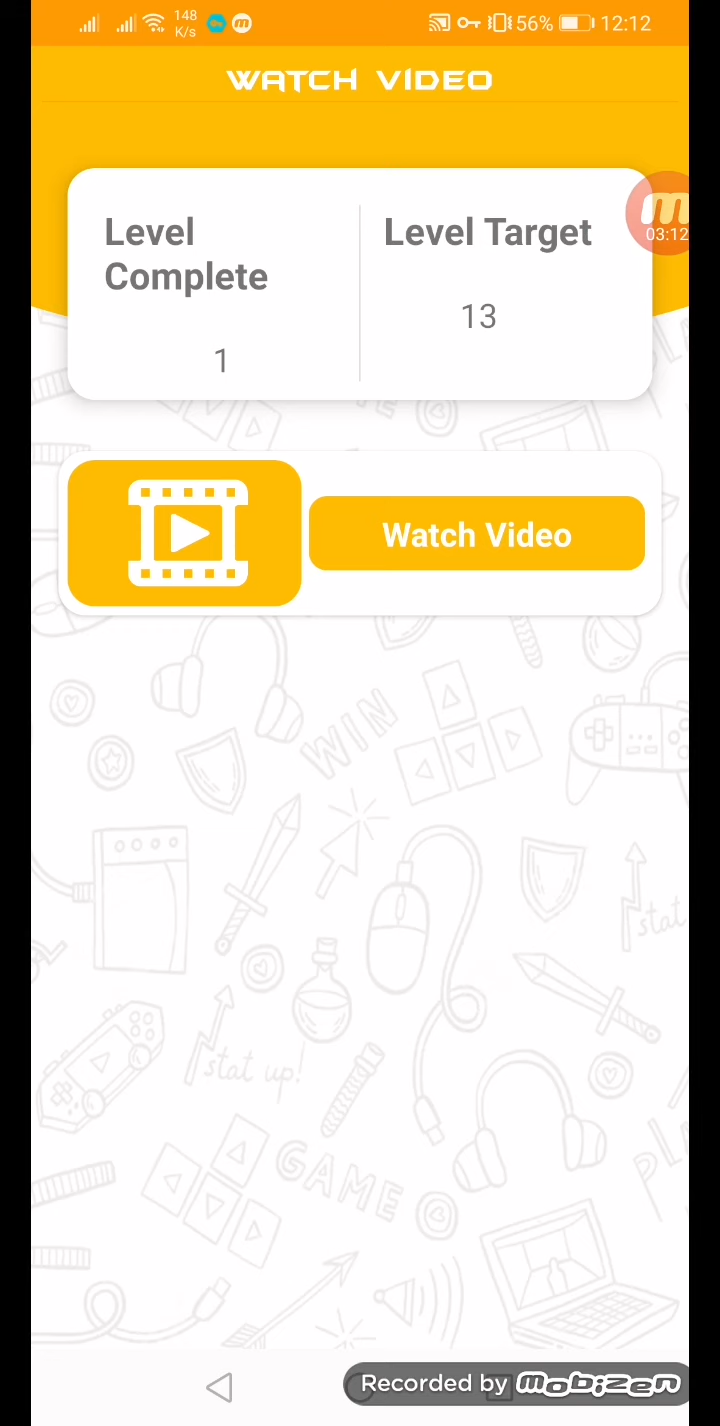 148
K/s
56%
12:12
WATCH VIDEO
Level
Complete
Level Target
03:12
13
1
Watch Video
WIN
stat
stat up!
GAME
Recorded by mobizen